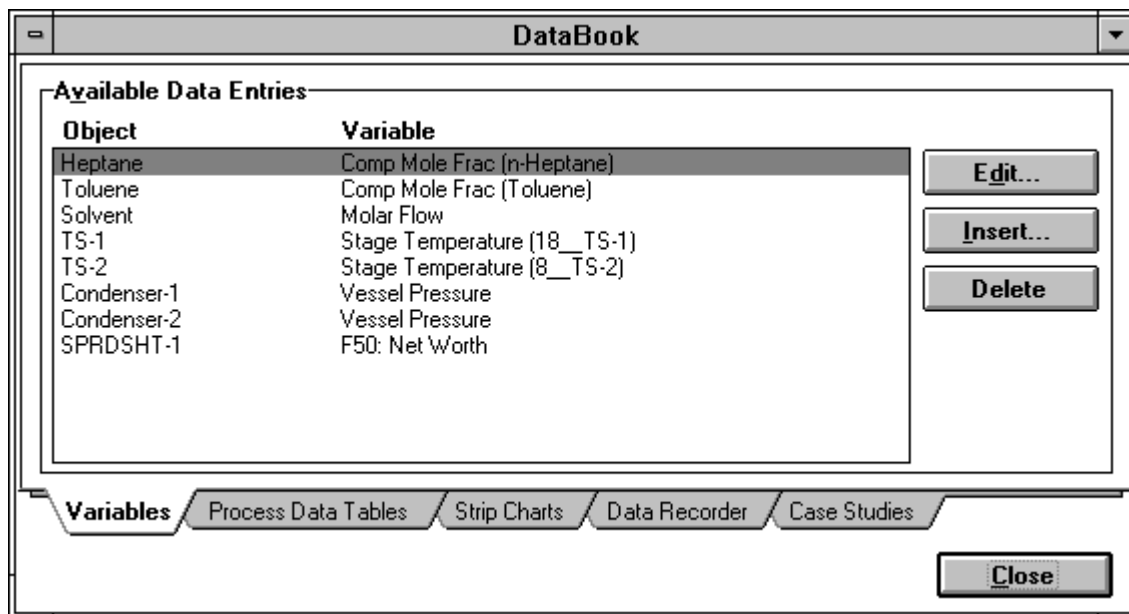 DataBook
Available Data Entries
Object Variable
Heptane Comp Mole Frac (n-Heptane)
Toluene Comp Mole Frac (Toluene)
Solvent Molar Flow
TS-1 Stage Temperature (18__TS-1)
TS-2 Stage Temperature (8__TS-2)
Condenser-1 Vessel Pressure
Condenser-2 Vessel Pressure
SPRDSHT-1 F50: Net Worth
Edit...
Insert...
Delete
Variables Process Data Tables Strip Charts Data Recorder Case Studies
Close